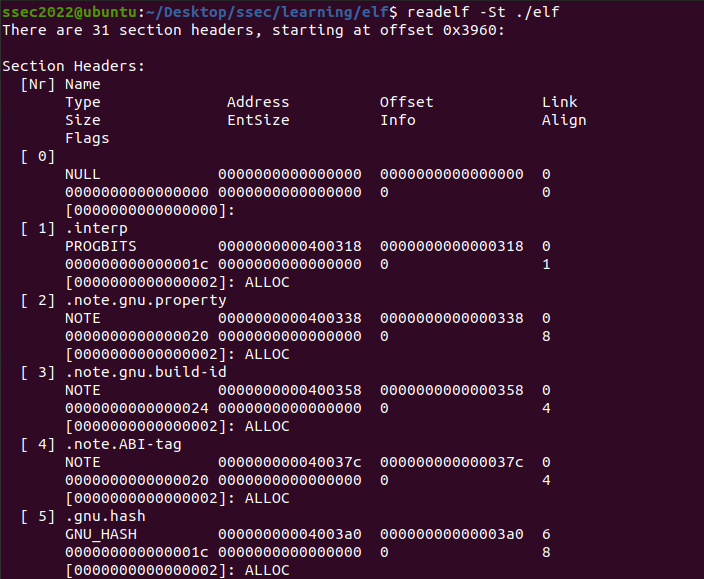 ssec2022@ubuntu:~/Desktop/ssec/learning/elf$ readelf -St ./elf
There are 31 section headers, starting at offset 0x3960:

Section Headers:
  [Nr] Name
       Type              Address          Offset            Link
       Size              EntSize          Info              Align
       Flags
  [ 0]
       NULL             0000000000000000  0000000000000000  0
       0000000000000000 0000000000000000  0                 0
       [0000000000000000]:
  [ 1] .interp
       PROGBITS         0000000000400318  0000000000000318  0
       000000000000001c 0000000000000000  0                 1
       [0000000000000002]: ALLOC
  [ 2] .note.gnu.property
       NOTE             0000000000400338  0000000000000338  0
       0000000000000020 0000000000000000  0                 8
       [0000000000000002]: ALLOC
  [ 3] .note.gnu.build-id
       NOTE             0000000000400358  0000000000000358  0
       0000000000000024 0000000000000000  0                 4
       [0000000000000002]: ALLOC
  [ 4] .note.ABI-tag
       NOTE             000000000040037c  000000000000037c  0
       0000000000000020 0000000000000000  0                 4
       [0000000000000002]: ALLOC
  [ 5] .gnu.hash
       GNU_HASH         00000000004003a0  00000000000003a0  6
       000000000000001c 0000000000000000  0                 8
       [0000000000000002]: ALLOC